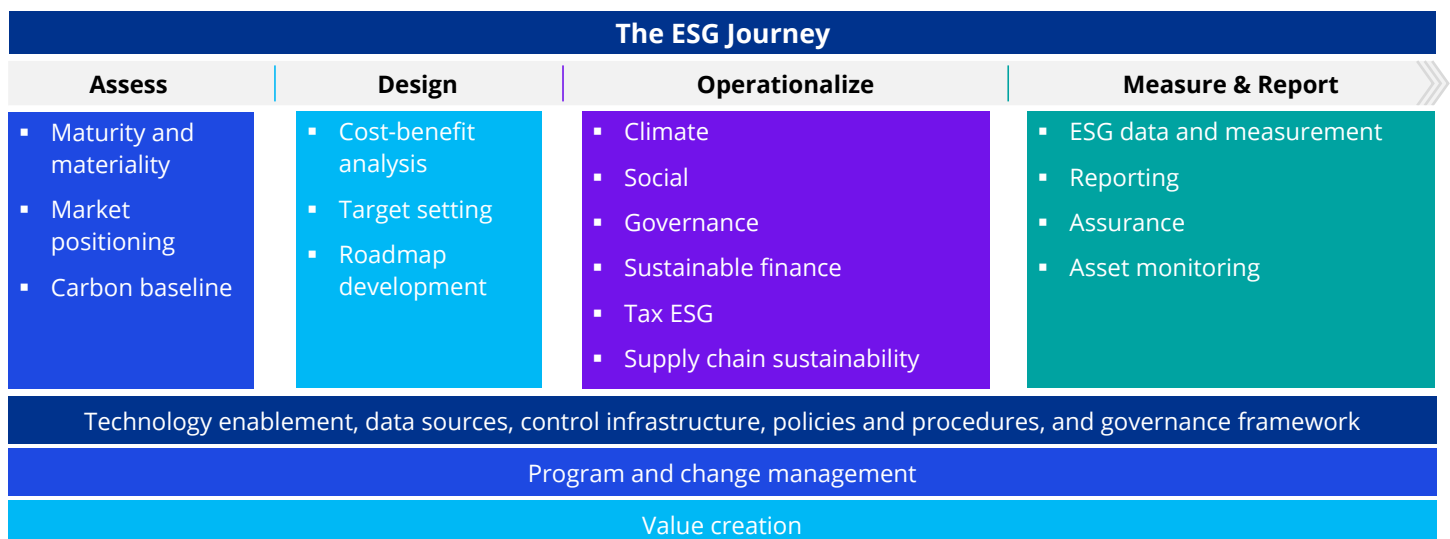 The ESG Journey
Assess
Design
Operationalize
Measure & Report
▪ Maturity and
materiality
▪ Market
positioning
▪ Carbon baseline
▪ Cost-benefit
analysis
▪ Target setting
▪ Roadmap
development
▪ Climate
▪ Social
▪ Governance
▪ Sustainable finance
▪ Tax ESG
▪ Supply chain sustainability
▪ ESG data and measurement
▪ Reporting
▪ Assurance
▪ Asset monitoring
Technology enablement, data sources, control infrastructure, policies and procedures, and governance framework
Program and change management
Value creation